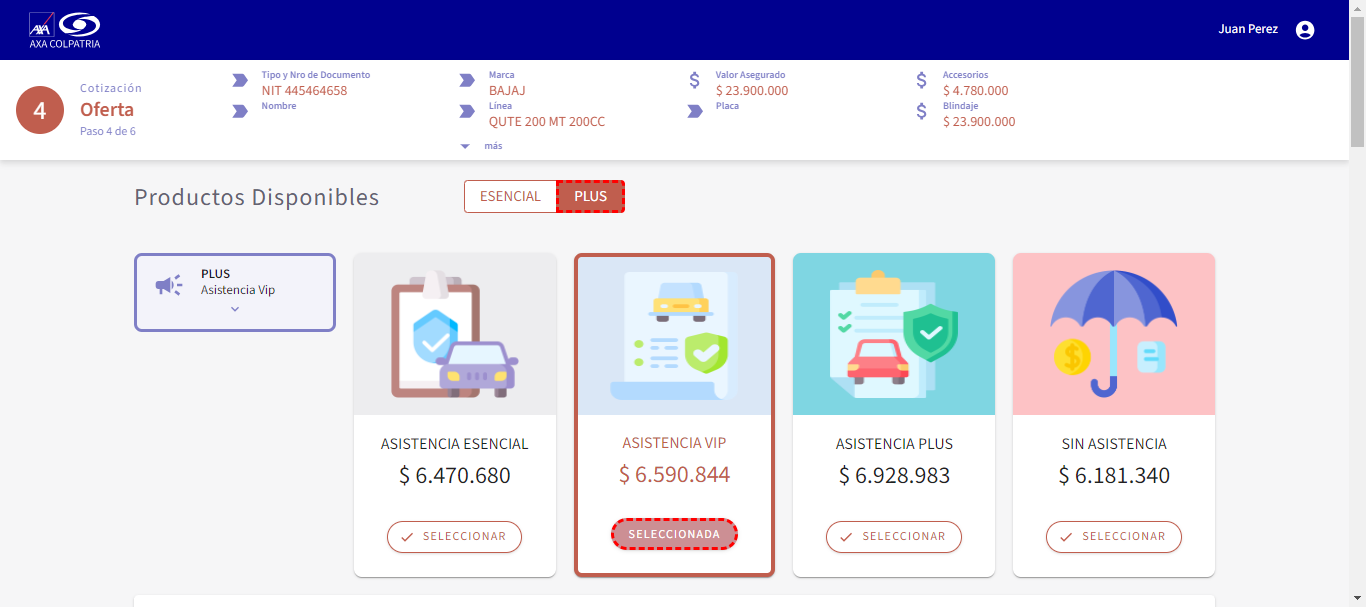 AXA
AXA COLPATRIA
Juan Perez
4
Cotización
Oferta
Paso 4 de 6
Tipo y Nro de Documento
NIT 445464658
Nombre
Marca
BAJAJ
Línea
QUTE 200 MT 200CC
más
Valor Asegurado
$ 23.900.000
Placa
Accesorios
$ 4.780.000
Blindaje
$ 23.900.000
Productos Disponibles
ESENCIAL
PLUS
PLUS
Asistencia Vip
ASISTENCIA ESENCIAL
$ 6.470.680
SELECCIONAR
ASISTENCIA VIP
$ 6.590.844
SELECCIONADA
ASISTENCIA PLUS
$ 6.928.983
SELECCIONAR
SIN ASISTENCIA
$ 6.181.340
SELECCIONAR